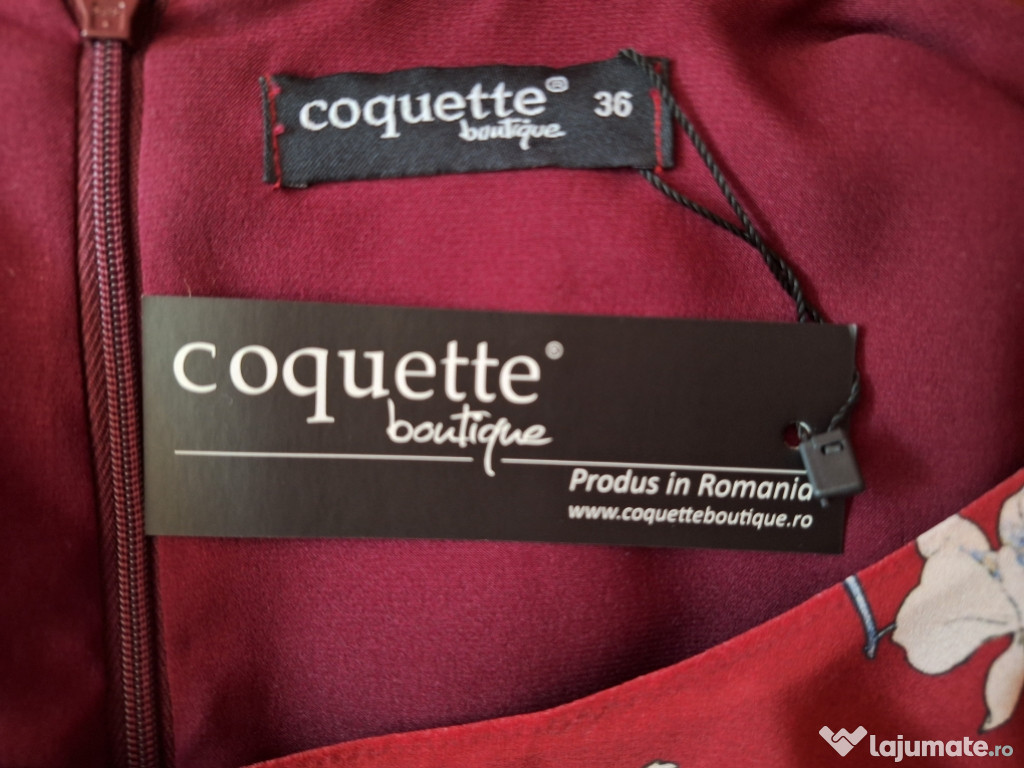 coquette® 36
boutique
coquette®
boutique
Produs in Romania
www.coquetteboutique.ro
lajumate.ro